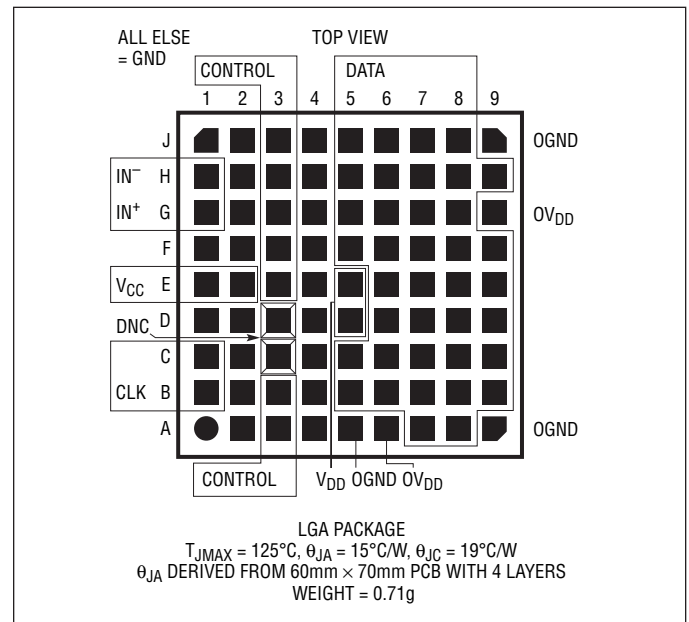 ALL ELSE
= GND
TOP VIEW
CONTROL
DATA
1 2 3 4 5 6 7 8 9
J OGND
IN⁻ H
IN⁺ G OV_DD
F
V_CC E
DNC D
C
CLK B
A OGND
CONTROL
V_DD OGND OV_DD
LGA PACKAGE
T_JMAX = 125°C, θ_JA = 15°C/W, θ_JC = 19°C/W
θ_JA DERIVED FROM 60mm × 70mm PCB WITH 4 LAYERS
WEIGHT = 0.71g